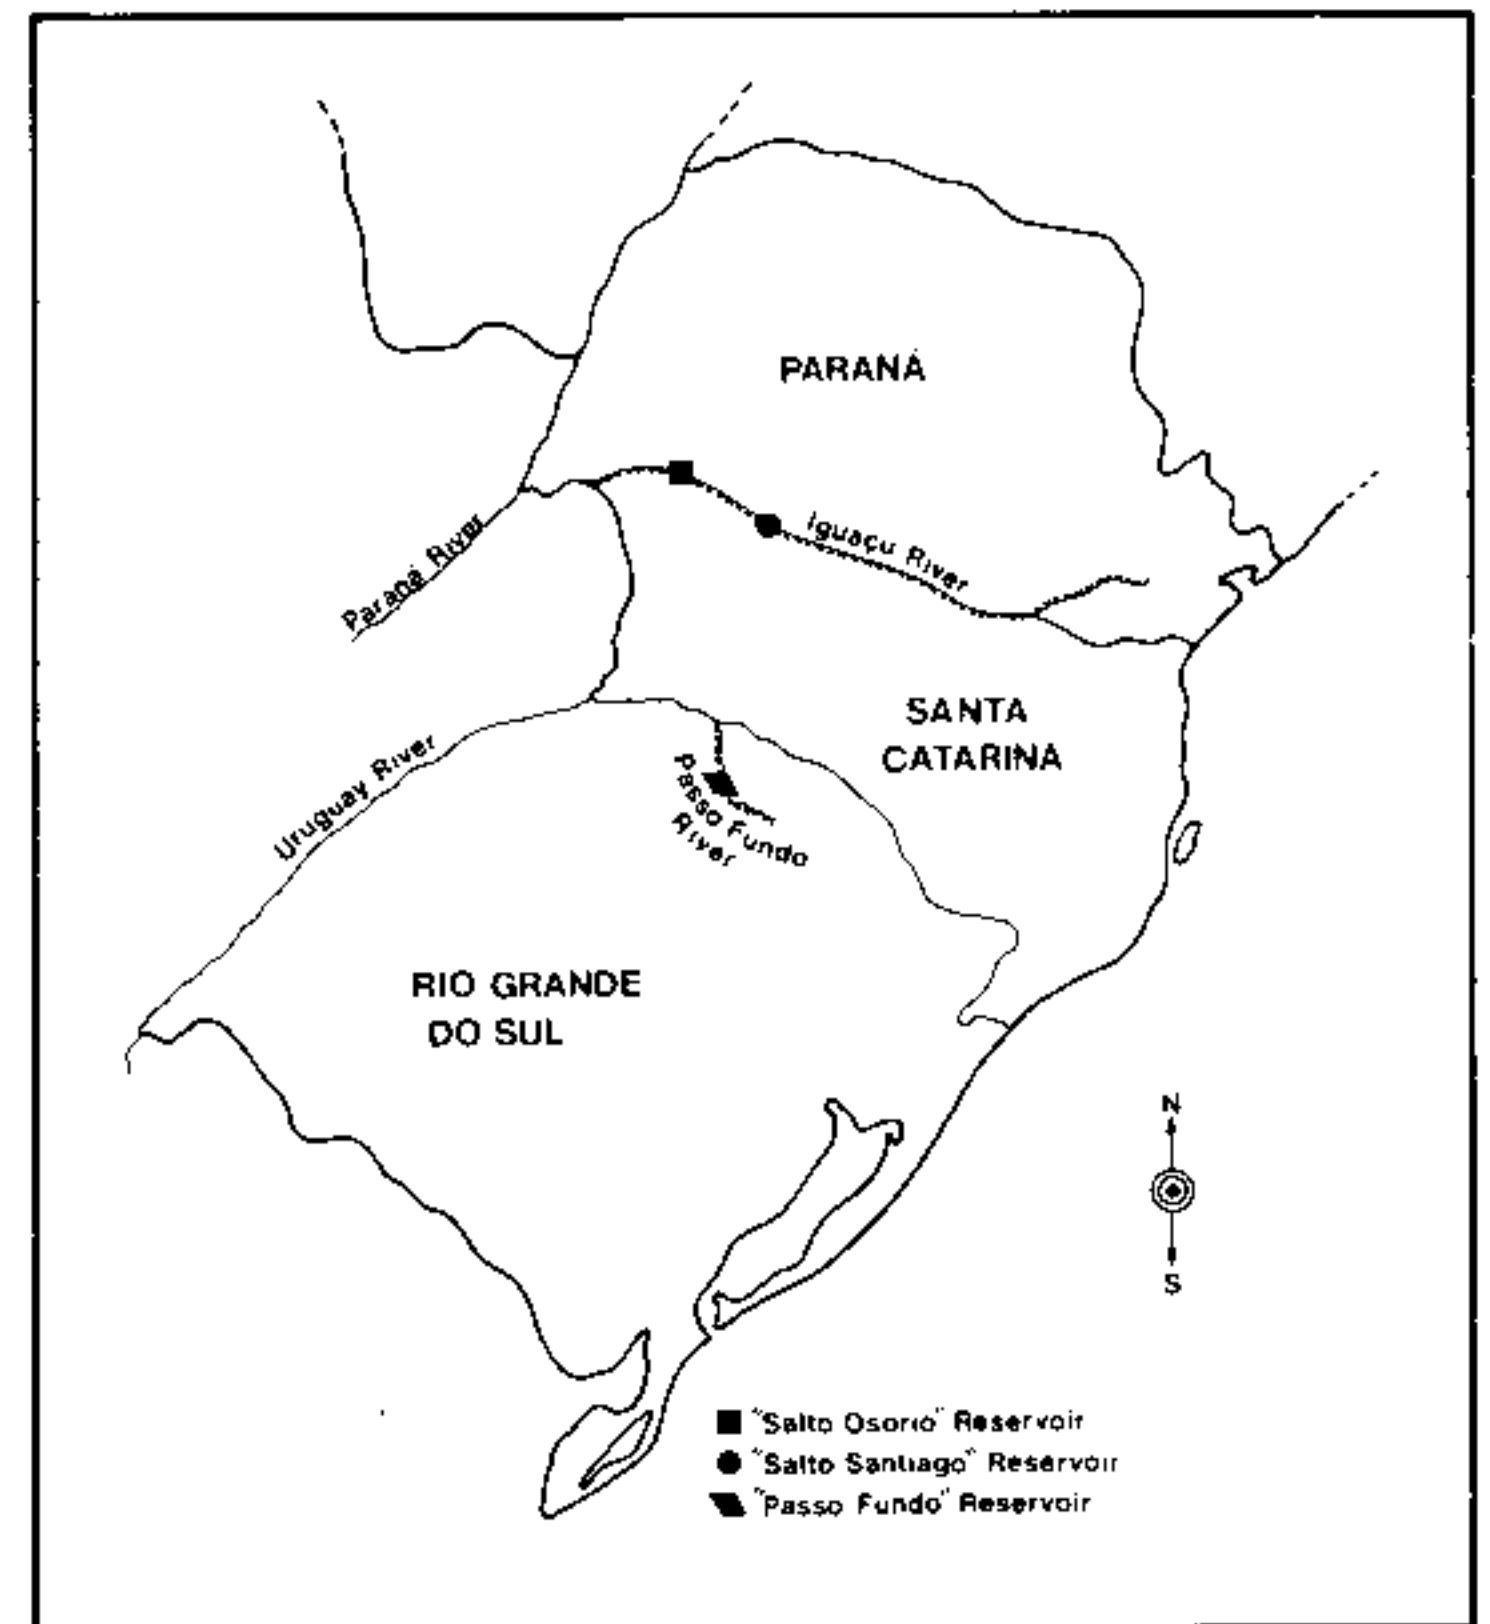 PARANÁ
Iguaçu River
Paraná River
SANTA
CATARINA
Uruguay River
Passo Fundo
River
RIO GRANDE
DO SUL
N
S
"Salto Osorio" Reservoir
"Salto Santiago" Reservoir
"Passo Fundo" Reservoir